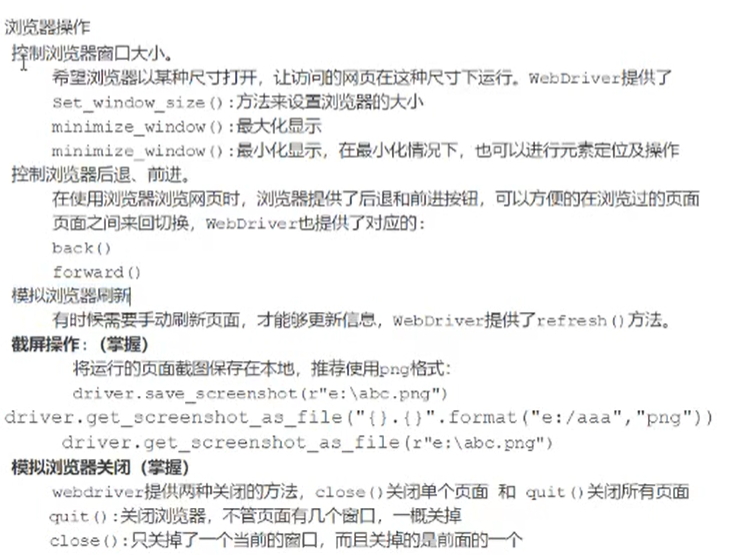 浏览器操作
控制浏览器窗口大小。
希望浏览器以某种尺寸打开，让访问的网页在这种尺寸下运行。WebDriver提供了
Set_window_size():方法来设置浏览器的大小
minimize_window():最大化显示
minimize_window():最小化显示，在最小化情况下，也可以进行元素定位及操作
控制浏览器后退、前进。
在使用浏览器浏览网页时，浏览器提供了后退和前进按钮，可以方便的在浏览过的页面
页面之间来回切换，WebDriver也提供了对应的：
back()
forward()
模拟浏览器刷新
有时候需要手动刷新页面，才能够更新信息，WebDriver提供了refresh()方法。
截屏操作：（掌握）
将运行的页面截图保存在本地，推荐使用png格式：
driver.save_screenshot(r"e:\abc.png")
driver.get_screenshot_as_file("{}.{}".format("e:/aaa","png"))
driver.get_screenshot_as_file(r"e:\abc.png")
模拟浏览器关闭（掌握）
webdriver提供两种关闭的方法，close()关闭单个页面 和 quit()关闭所有页面
quit():关闭浏览器，不管页面有几个窗口，一概关掉
close():只关掉了一个当前的窗口，而且关掉的是前面的一个